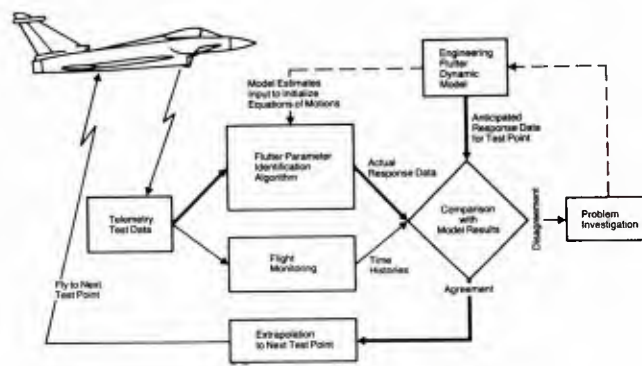 Engineering
Flutter
Dynamic
Model
Model Estimates
Input to Initialize
Equations of Motions
Anticipated
Response Data
for Test Point
Flutter Parameter
Identification
Algorithm
Actual
Response Data
Telemetry
Test Data
Comparison
with
Model Results
Disagreement
Problem
Investigation
Flight
Monitoring
Time
Histories
Fly to Next
Test Point
Agreement
Extrapolation
to Next Test Point